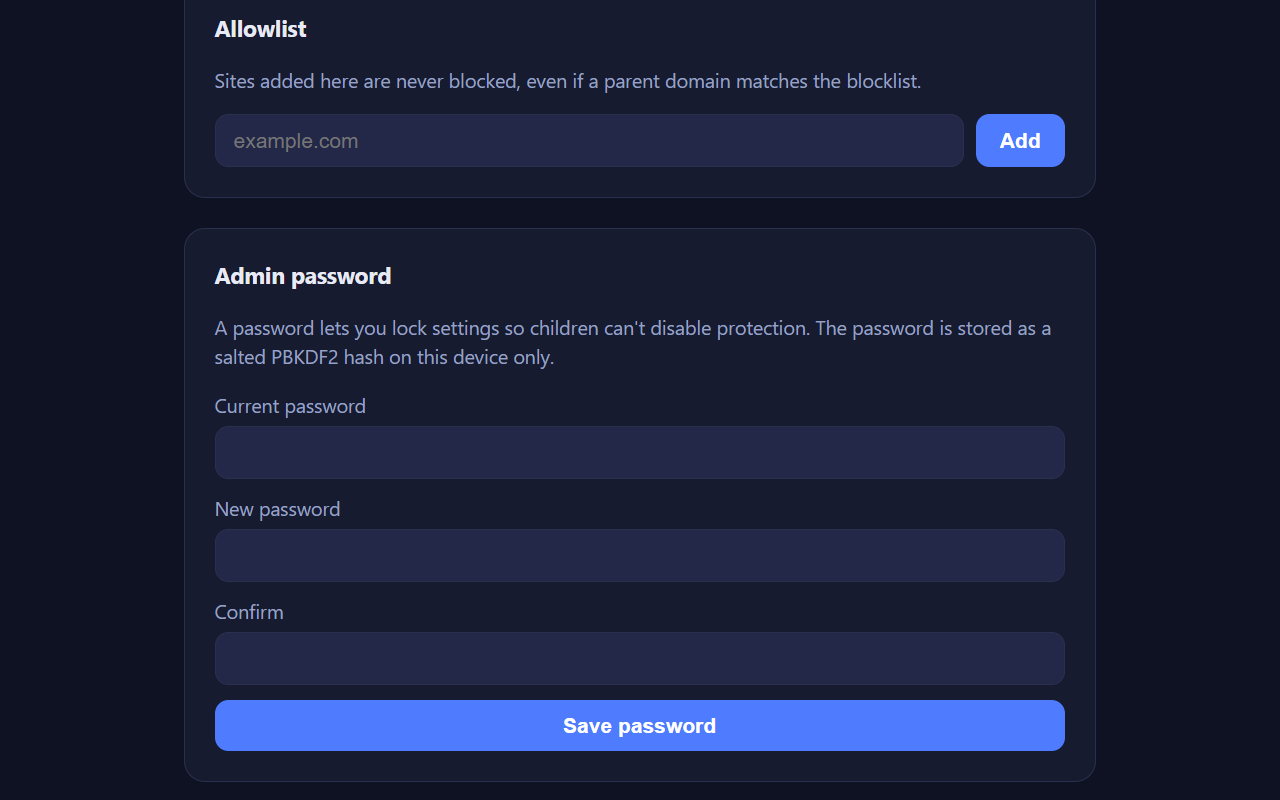 Allowlist
Sites added here are never blocked, even if a parent domain matches the blocklist.
example.com
Add
Admin password
A password lets you lock settings so children can't disable protection. The password is stored as a
salted PBKDF2 hash on this device only.
Current password
New password
Confirm
Save password